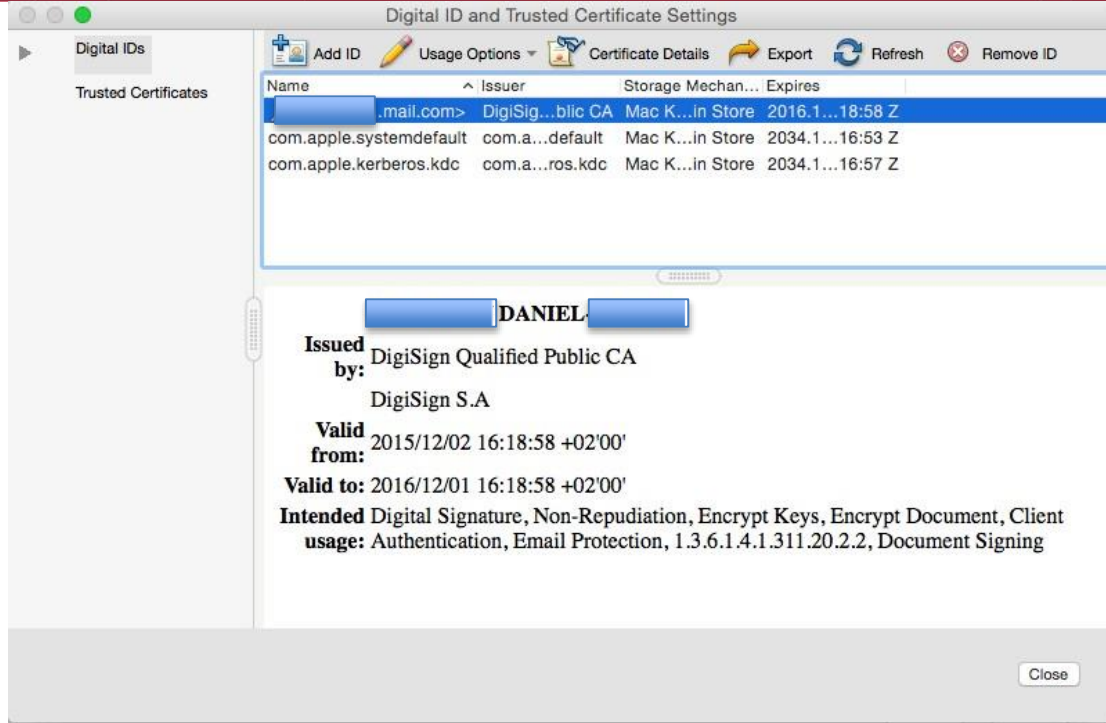 Digital ID and Trusted Certificate Settings
Digital IDs
Trusted Certificates
Add ID Usage Options Certificate Details Export Refresh Remove ID
Name Issuer Storage Mechan... Expires
.mail.com> DigiSig...blic CA Mac K...in Store 2016.1...18:58 Z
com.apple.systemdefault com.a...default Mac K...in Store 2034.1...16:53 Z
com.apple.kerberos.kdc com.a...ros.kdc Mac K...in Store 2034.1...16:57 Z
DANIEL-
Issued by: DigiSign Qualified Public CA
DigiSign S.A
Valid from: 2015/12/02 16:18:58 +02'00'
Valid to: 2016/12/01 16:18:58 +02'00'
Intended Digital Signature, Non-Repudiation, Encrypt Keys, Encrypt Document, Client
usage: Authentication, Email Protection, 1.3.6.1.4.1.311.20.2.2, Document Signing
Close